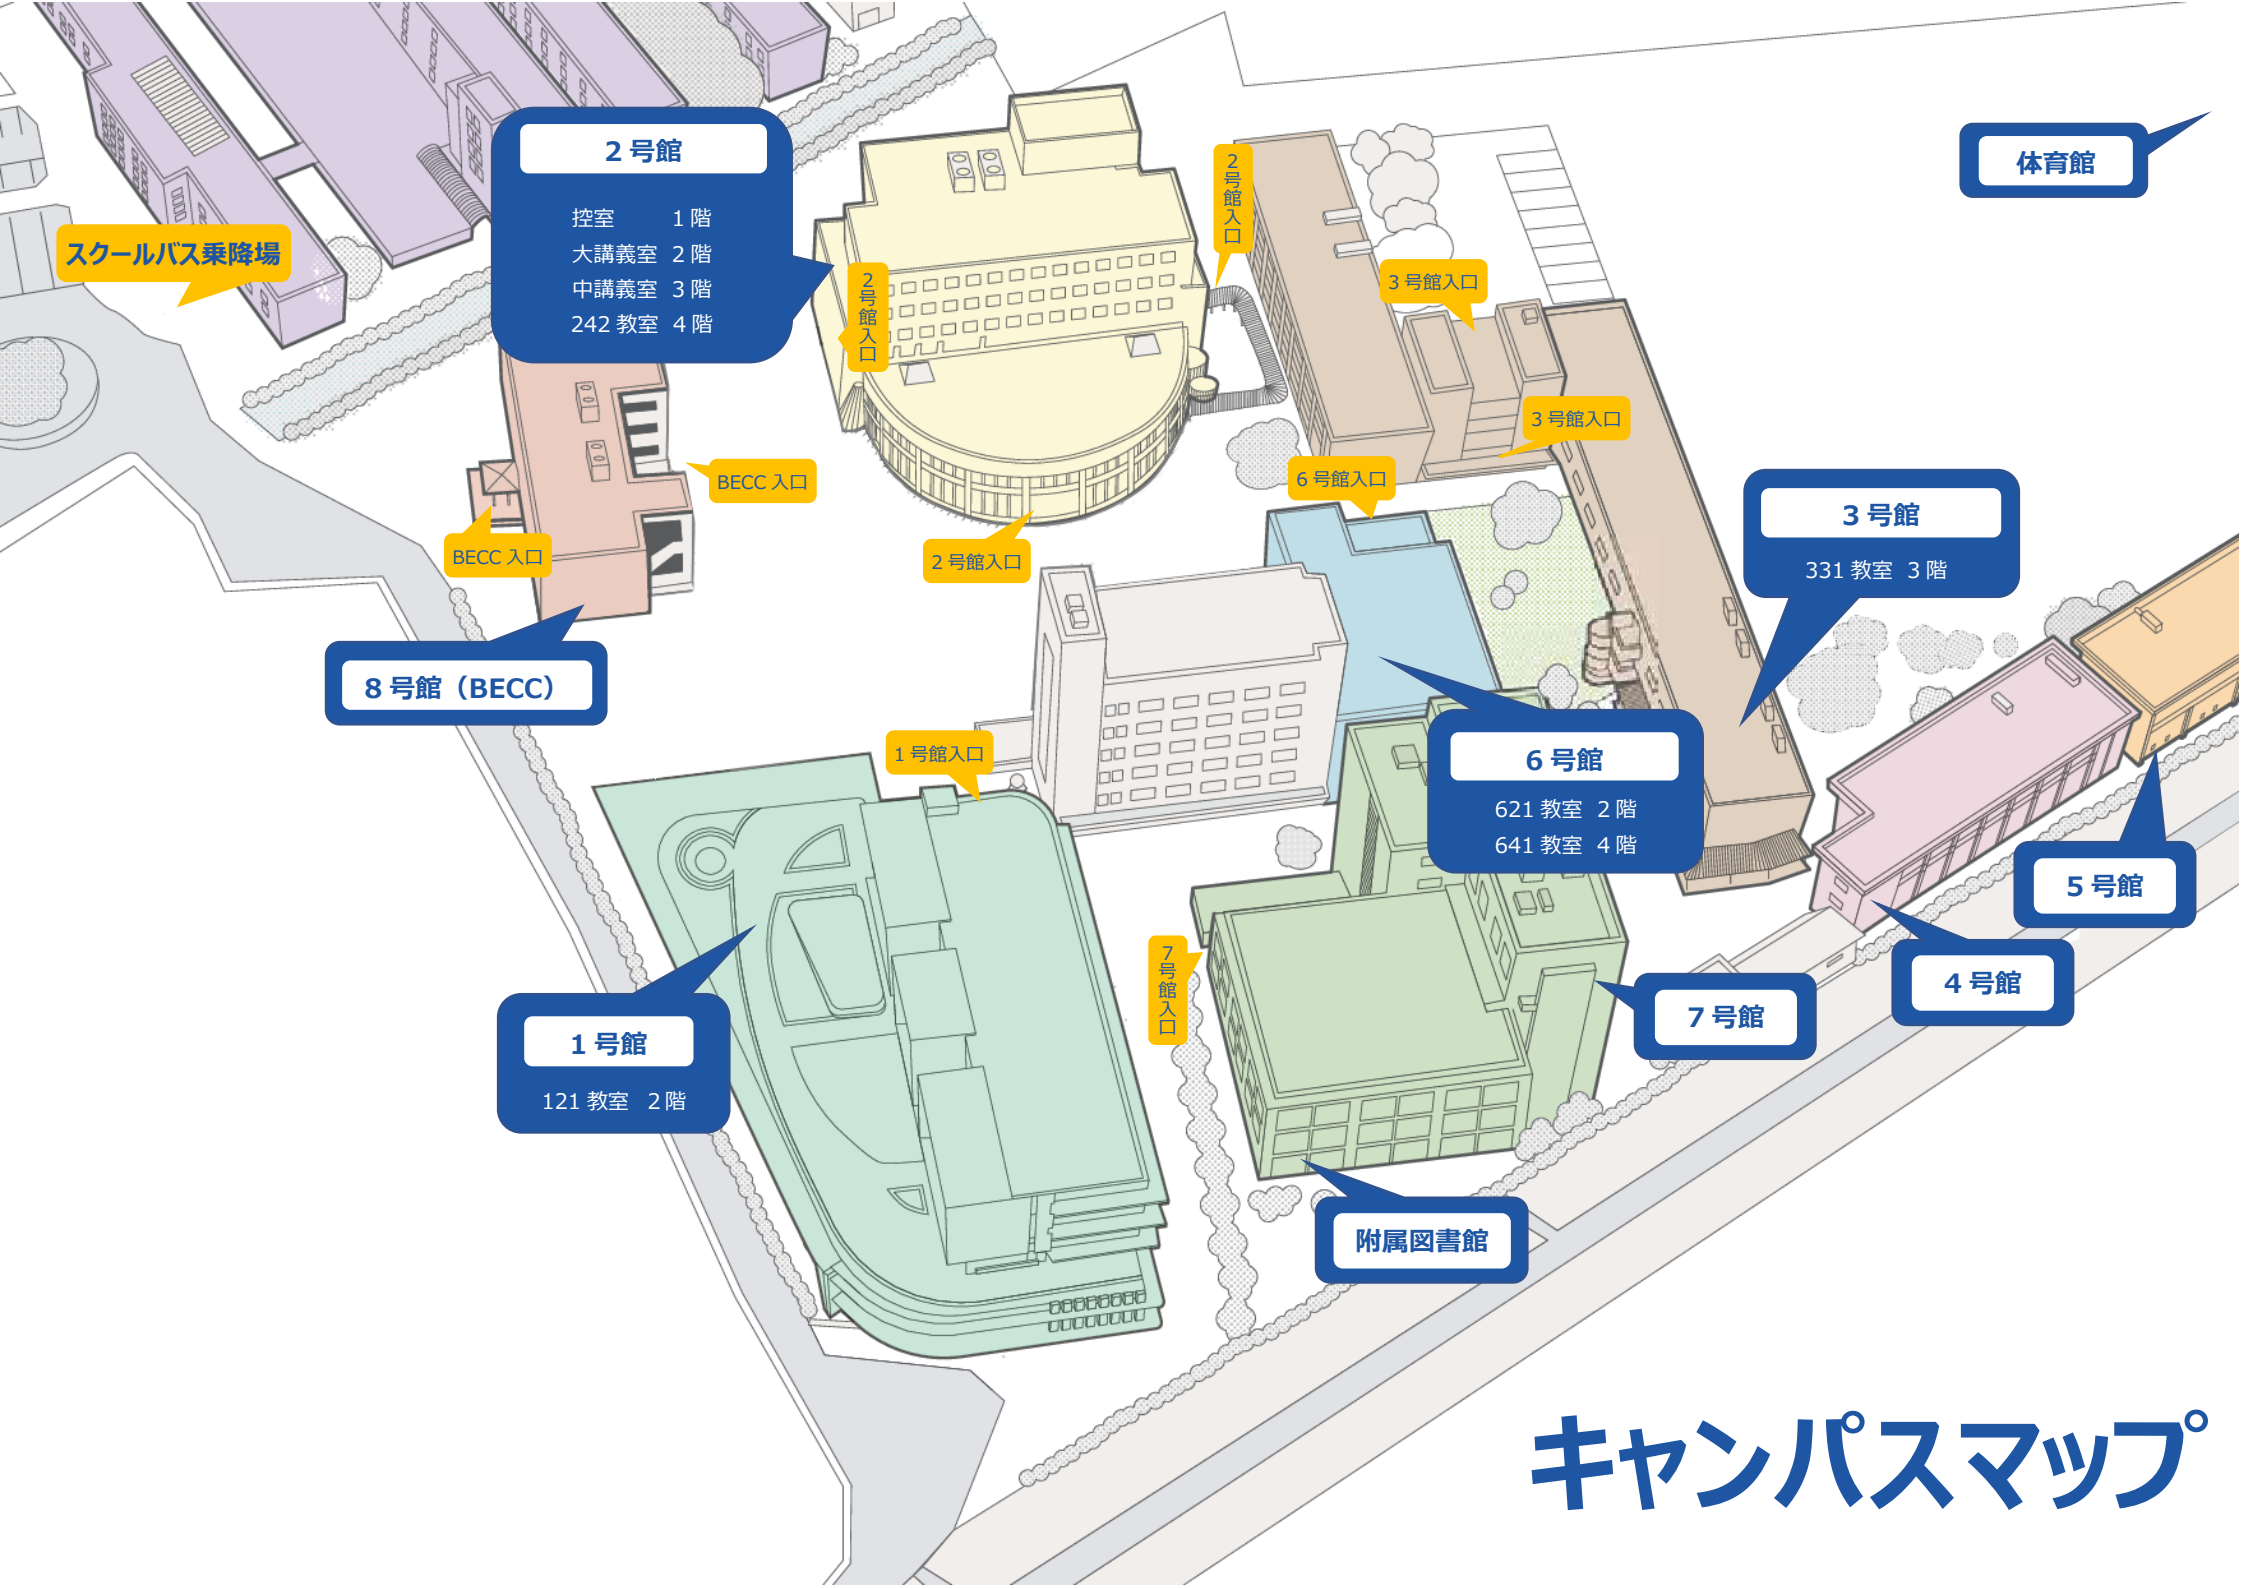 2号館
控室 1階
大講義室 2階
中講義室 3階
242教室 4階
体育館
スクールバス乗降場
2号館入口
2号館入口
3号館入口
3号館入口
BECC入口
6号館入口
3号館
331教室 3階
BECC入口
2号館入口
8号館（BECC）
1号館入口
6号館
621教室 2階
641教室 4階
5号館
7号館入口
4号館
7号館
1号館
121教室 2階
附属図書館
キャンパスマップ